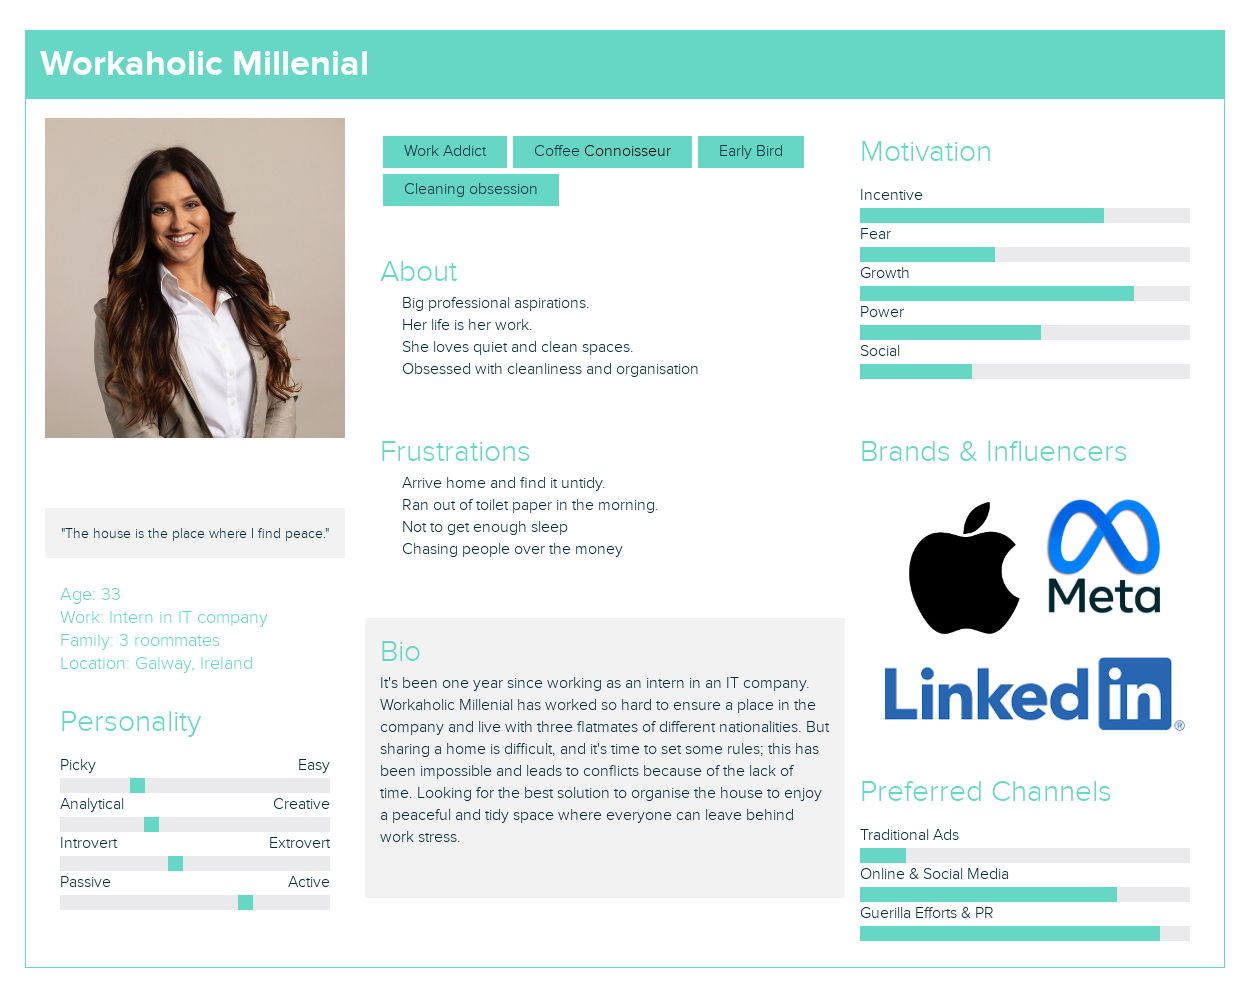 Workaholic Millenial
Work Addict
Coffee Connoisseur
Early Bird
Cleaning obsession
About
Big professional aspirations.
Her life is her work.
She loves quiet and clean spaces.
Obsessed with cleanliness and organisation
Frustrations
Arrive home and find it untidy.
Ran out of toilet paper in the morning.
Not to get enough sleep
Chasing people over the money
"The house is the place where I find peace."
Age: 33
Work: Intern in IT company
Family: 3 roommates
Location: Galway, Ireland
Personality
Picky Easy
Analytical Creative
Introvert Extrovert
Passive Active
Bio
It's been one year since working as an intern in an IT company.
Workaholic Millenial has worked so hard to ensure a place in the
company and live with three flatmates of different nationalities. But
sharing a home is difficult, and it's time to set some rules; this has
been impossible and leads to conflicts because of the lack of
time. Looking for the best solution to organise the house to enjoy
a peaceful and tidy space where everyone can leave behind
work stress.
Motivation
Incentive
Fear
Growth
Power
Social
Brands & Influencers
Meta
Linked in®
Preferred Channels
Traditional Ads
Online & Social Media
Guerilla Efforts & PR